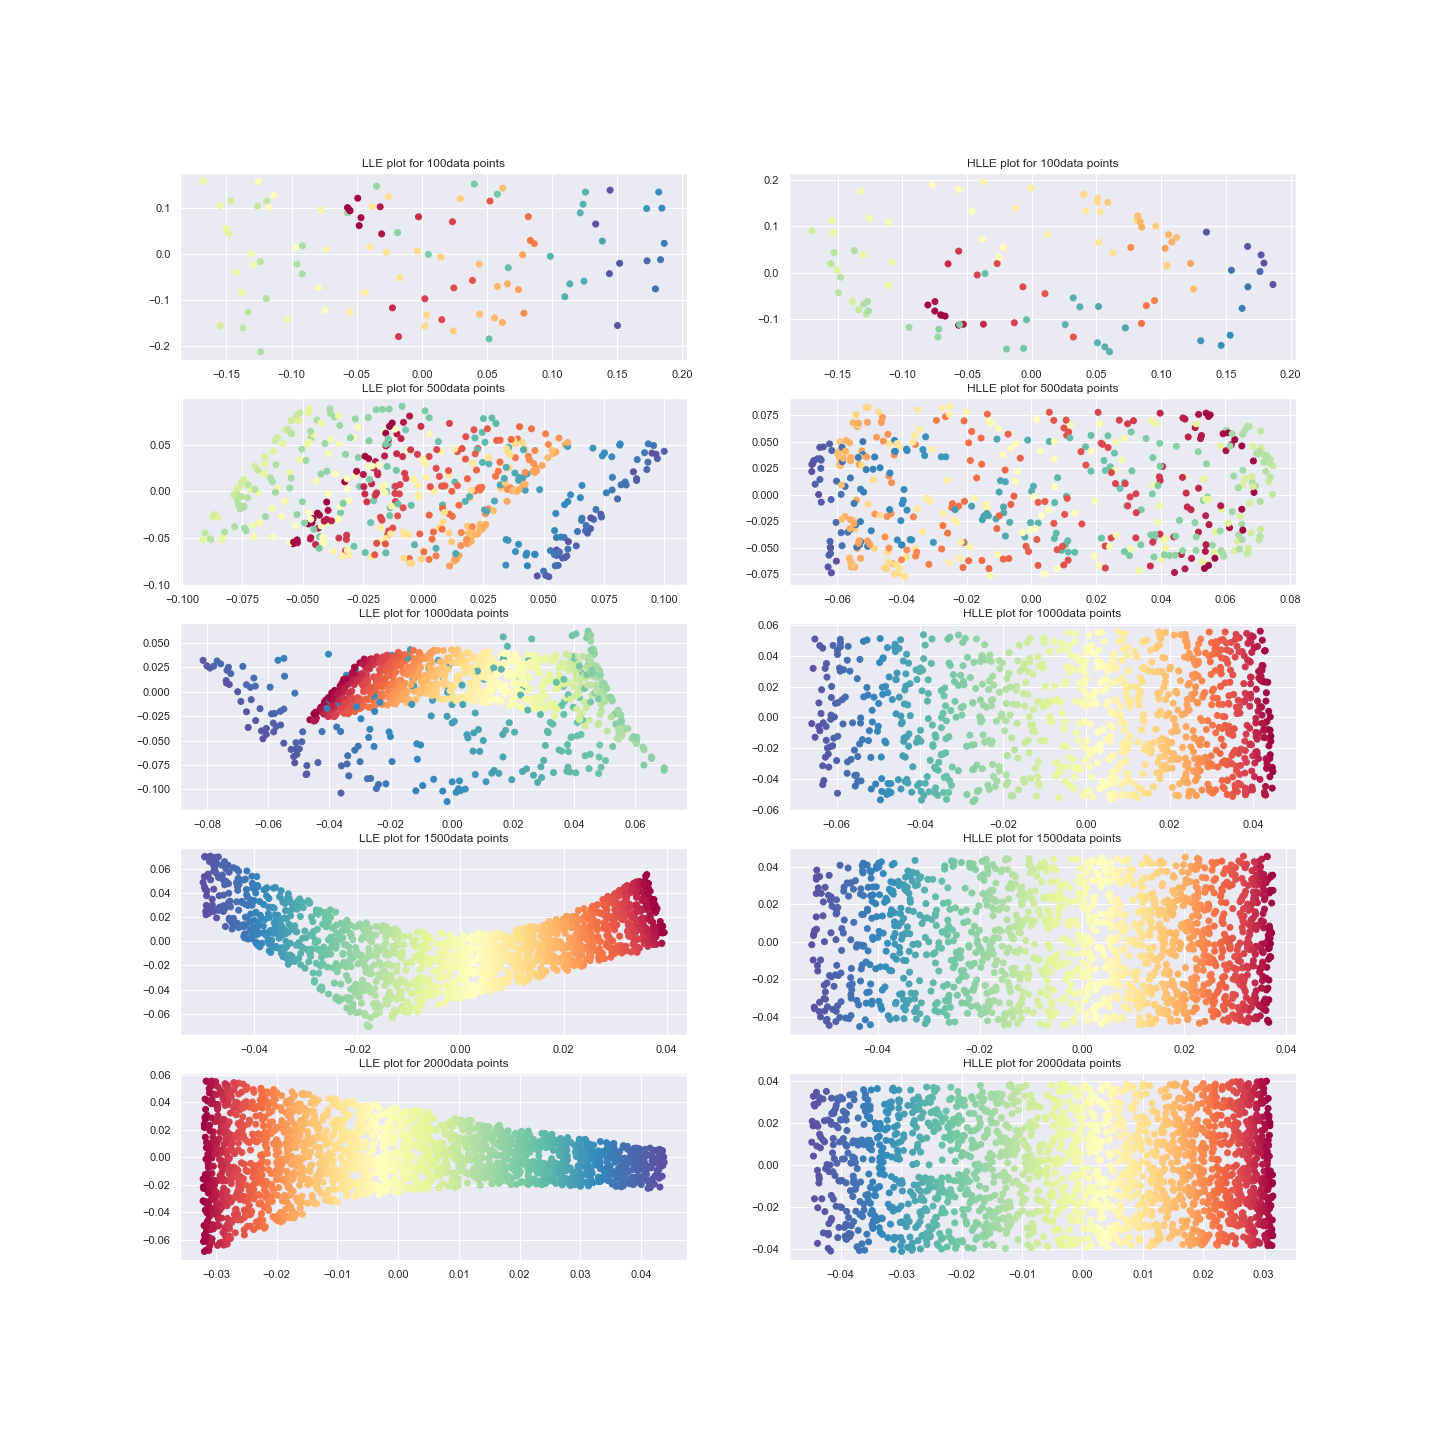 LLE plot for 100data points
0.1
0.0
−0.1
−0.2
−0.15 −0.10 −0.05 0.00 0.05 0.10 0.15 0.20
HLLE plot for 100data points
0.2
0.1
0.0
−0.1
−0.15 −0.10 −0.05 0.00 0.05 0.10 0.15 0.20
LLE plot for 500data points
0.05
0.00
−0.05
−0.10
−0.100 −0.075 −0.050 −0.025 0.000 0.025 0.050 0.075 0.100
HLLE plot for 500data points
0.075
0.050
0.025
0.000
−0.025
−0.050
−0.075
−0.06 −0.04 −0.02 0.00 0.02 0.04 0.06 0.08
LLE plot for 1000data points
0.050
0.025
0.000
−0.025
−0.050
−0.075
−0.100
−0.08 −0.06 −0.04 −0.02 0.00 0.02 0.04 0.06
HLLE plot for 1000data points
0.06
0.04
0.02
0.00
−0.02
−0.04
−0.06
−0.06 −0.04 −0.02 0.00 0.02 0.04
LLE plot for 1500data points
0.06
0.04
0.02
0.00
−0.02
−0.04
−0.06
−0.04 −0.02 0.00 0.02 0.04
HLLE plot for 1500data points
0.04
0.02
0.00
−0.02
−0.04
−0.04 −0.02 0.00 0.02 0.04
LLE plot for 2000data points
0.06
0.04
0.02
0.00
−0.02
−0.04
−0.06
−0.03 −0.02 −0.01 0.00 0.01 0.02 0.03 0.04
HLLE plot for 2000data points
0.04
0.02
0.00
−0.02
−0.04
−0.04 −0.03 −0.02 −0.01 0.00 0.01 0.02 0.03